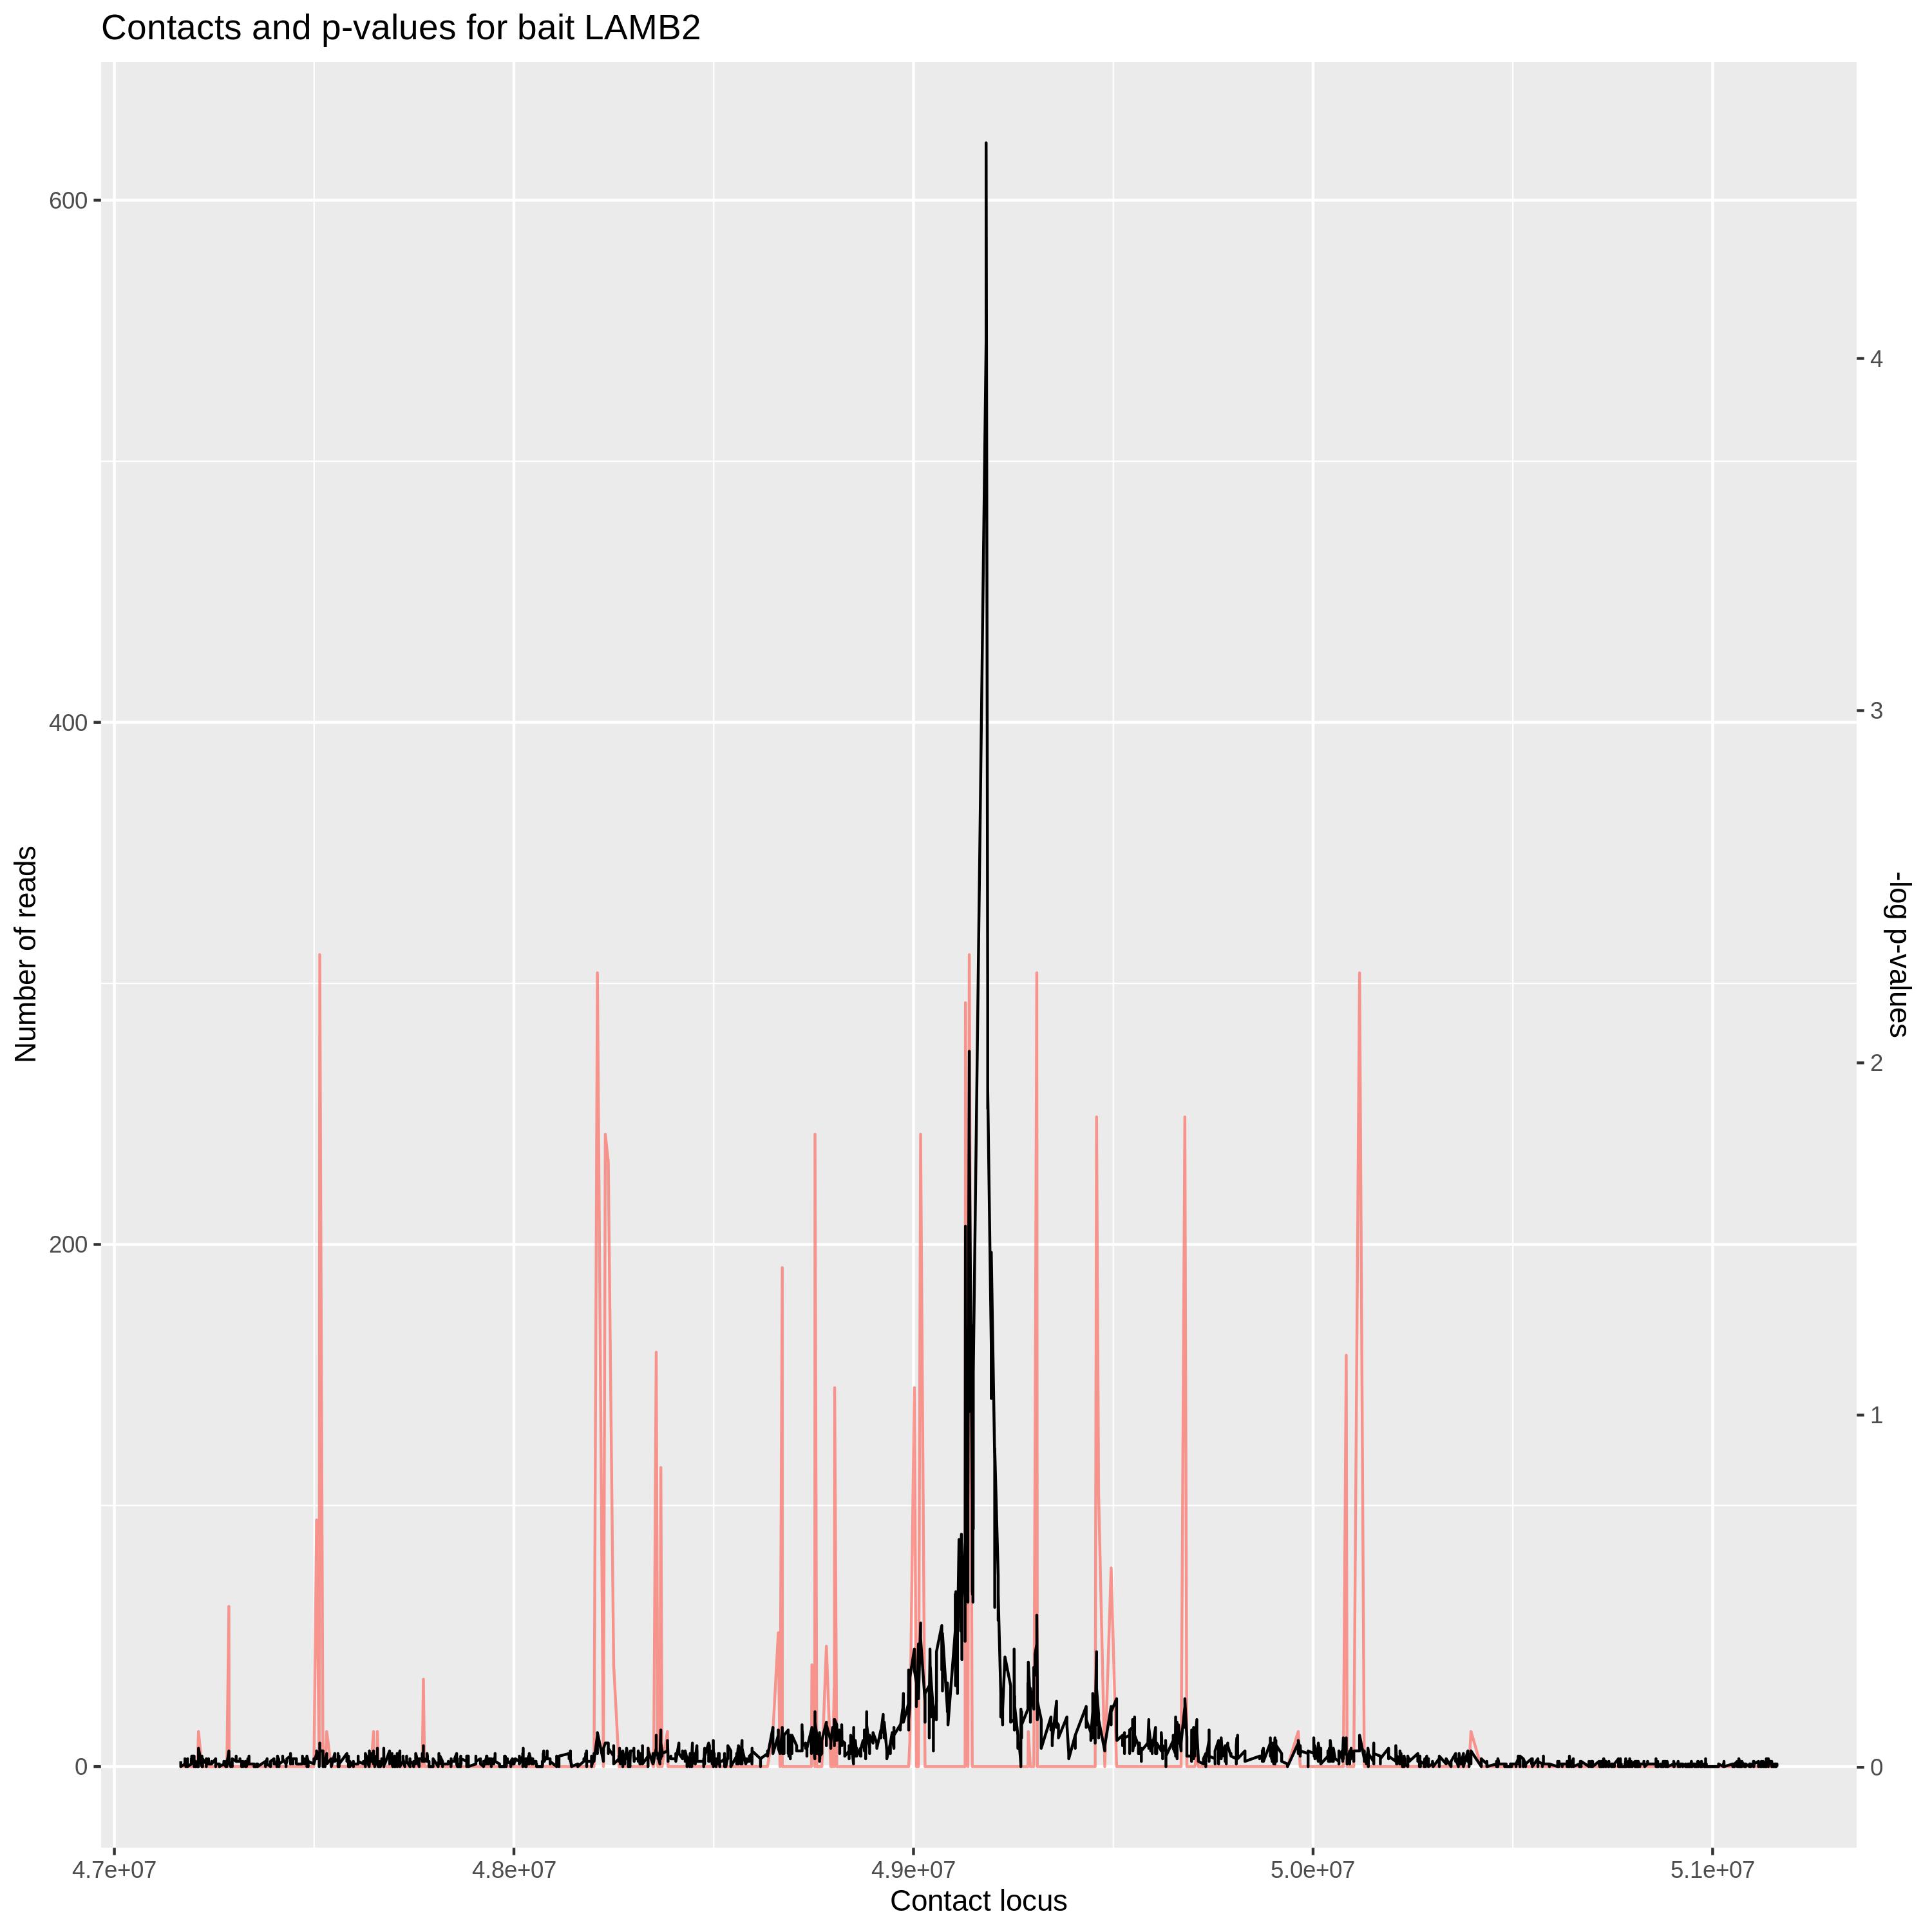 Contacts and p-values for bait LAMB2
600
400
200
0
Number of reads
4
3
2
1
0
-log p-values
4.7e+07 4.8e+07 4.9e+07 5.0e+07 5.1e+07
Contact locus